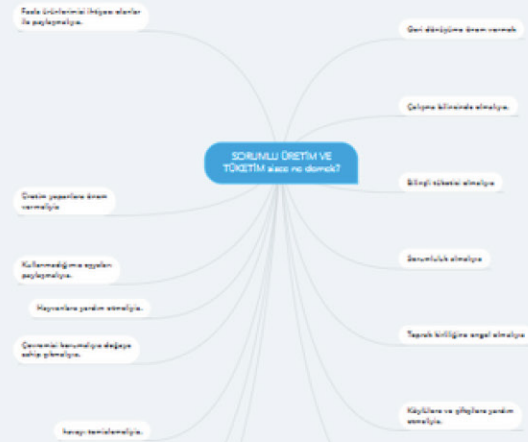 Fazla ürünlerimizi ihtiyacı olanlar
ile paylaşmalıyız.
Geri dönüşüme önem vermek
Çalışma bilincinde olmalıyız.
SORUMLU ÜRETİM VE
TÜKETİM sizce ne demek?
Bilinçli tüketici olmalıyız
Üretim yapanlara önem
vermeliyiz
Sorumluluk almalıyız
Kullanmadığımız eşyaları
paylaşmalıyız.
Hayvanlara yardım etmeliyiz.
Toprak kirliliğine engel olmalıyız
Çevremizi korumalıyız doğaya
sahip çıkmalıyız.
Köylülere ve çiftçilere yardım
etmeliyiz.
havayı temizlemeliyiz.